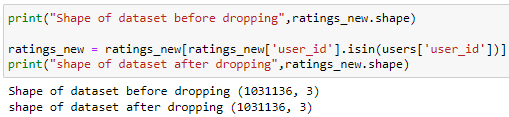 print("Shape of dataset before dropping",ratings_new.shape)
ratings_new = ratings_new[ratings_new['user_id'].isin(users['user_id'])]
print("shape of dataset after dropping",ratings_new.shape)
Shape of dataset before dropping (1031136, 3)
shape of dataset after dropping (1031136, 3)